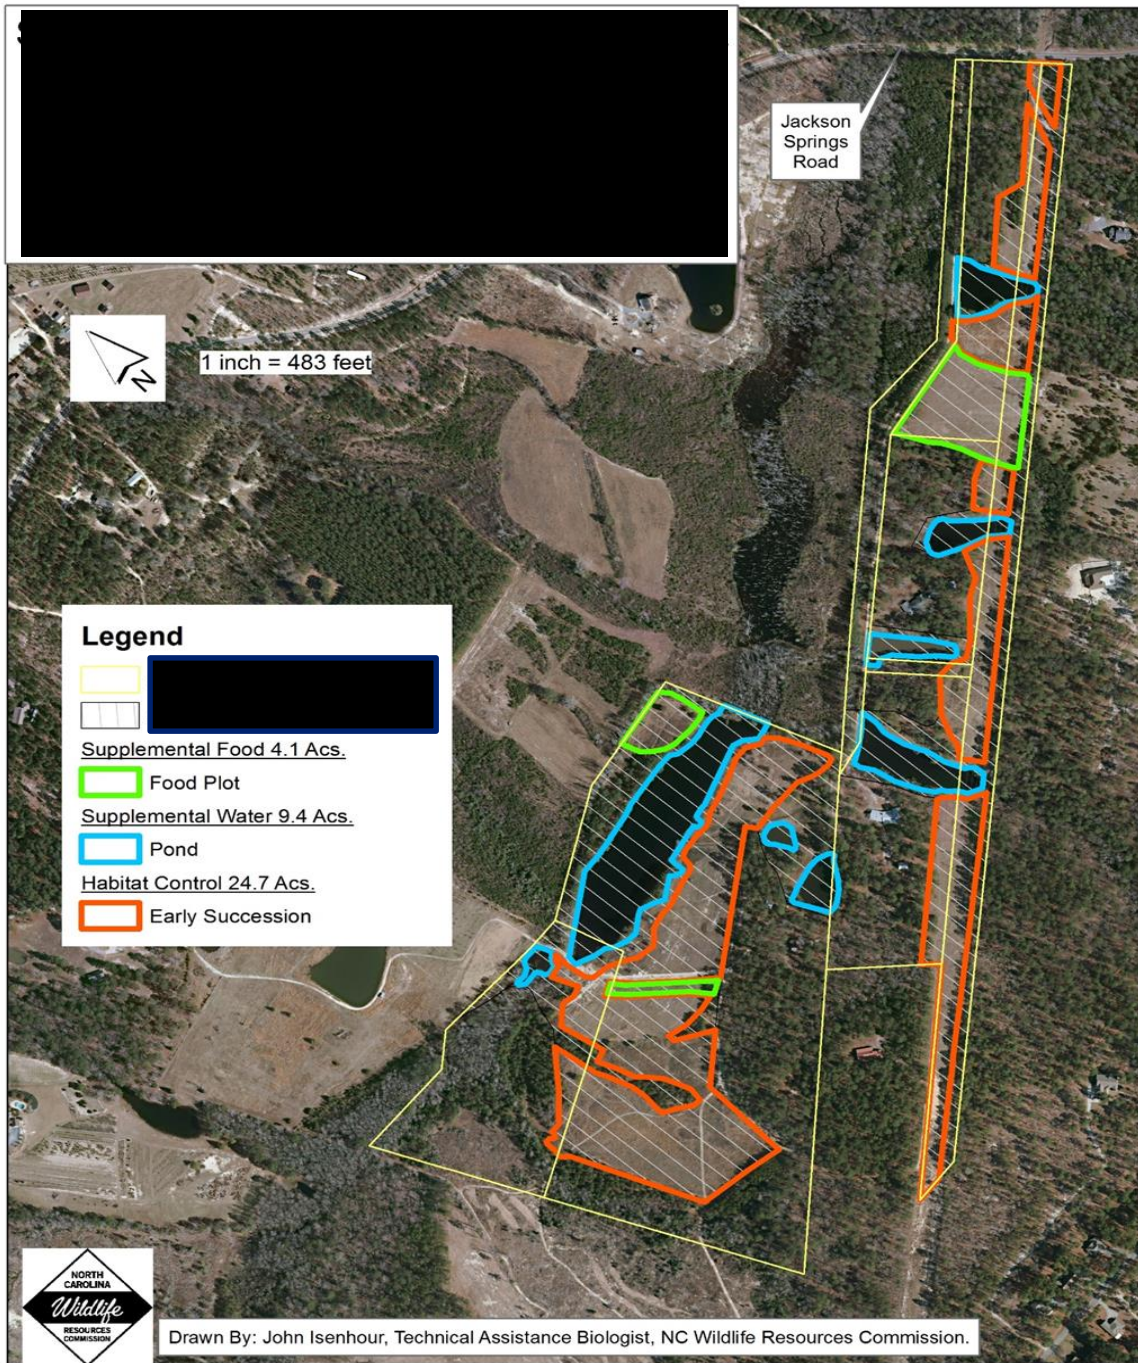 Jackson
Springs
Road
N
1 inch = 483 feet
Legend
Supplemental Food 4.1 Acs.
Food Plot
Supplemental Water 9.4 Acs.
Pond
Habitat Control 24.7 Acs.
Early Succession
NORTH
CAROLINA
Wildlife
RESOURCES
COMMISSION
Drawn By: John Isenhour, Technical Assistance Biologist, NC Wildlife Resources Commission.